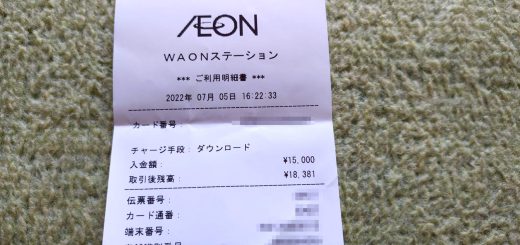 ÆON
WAONステーション
*** ご利用明細書 ***
2022年 07月 05日 16:22:33
カード番号:
チャージ手段: ダウンロード
入金額: ¥15,000
取引後残高: ¥18,381
伝票番号:
カード通番:
端末番号: